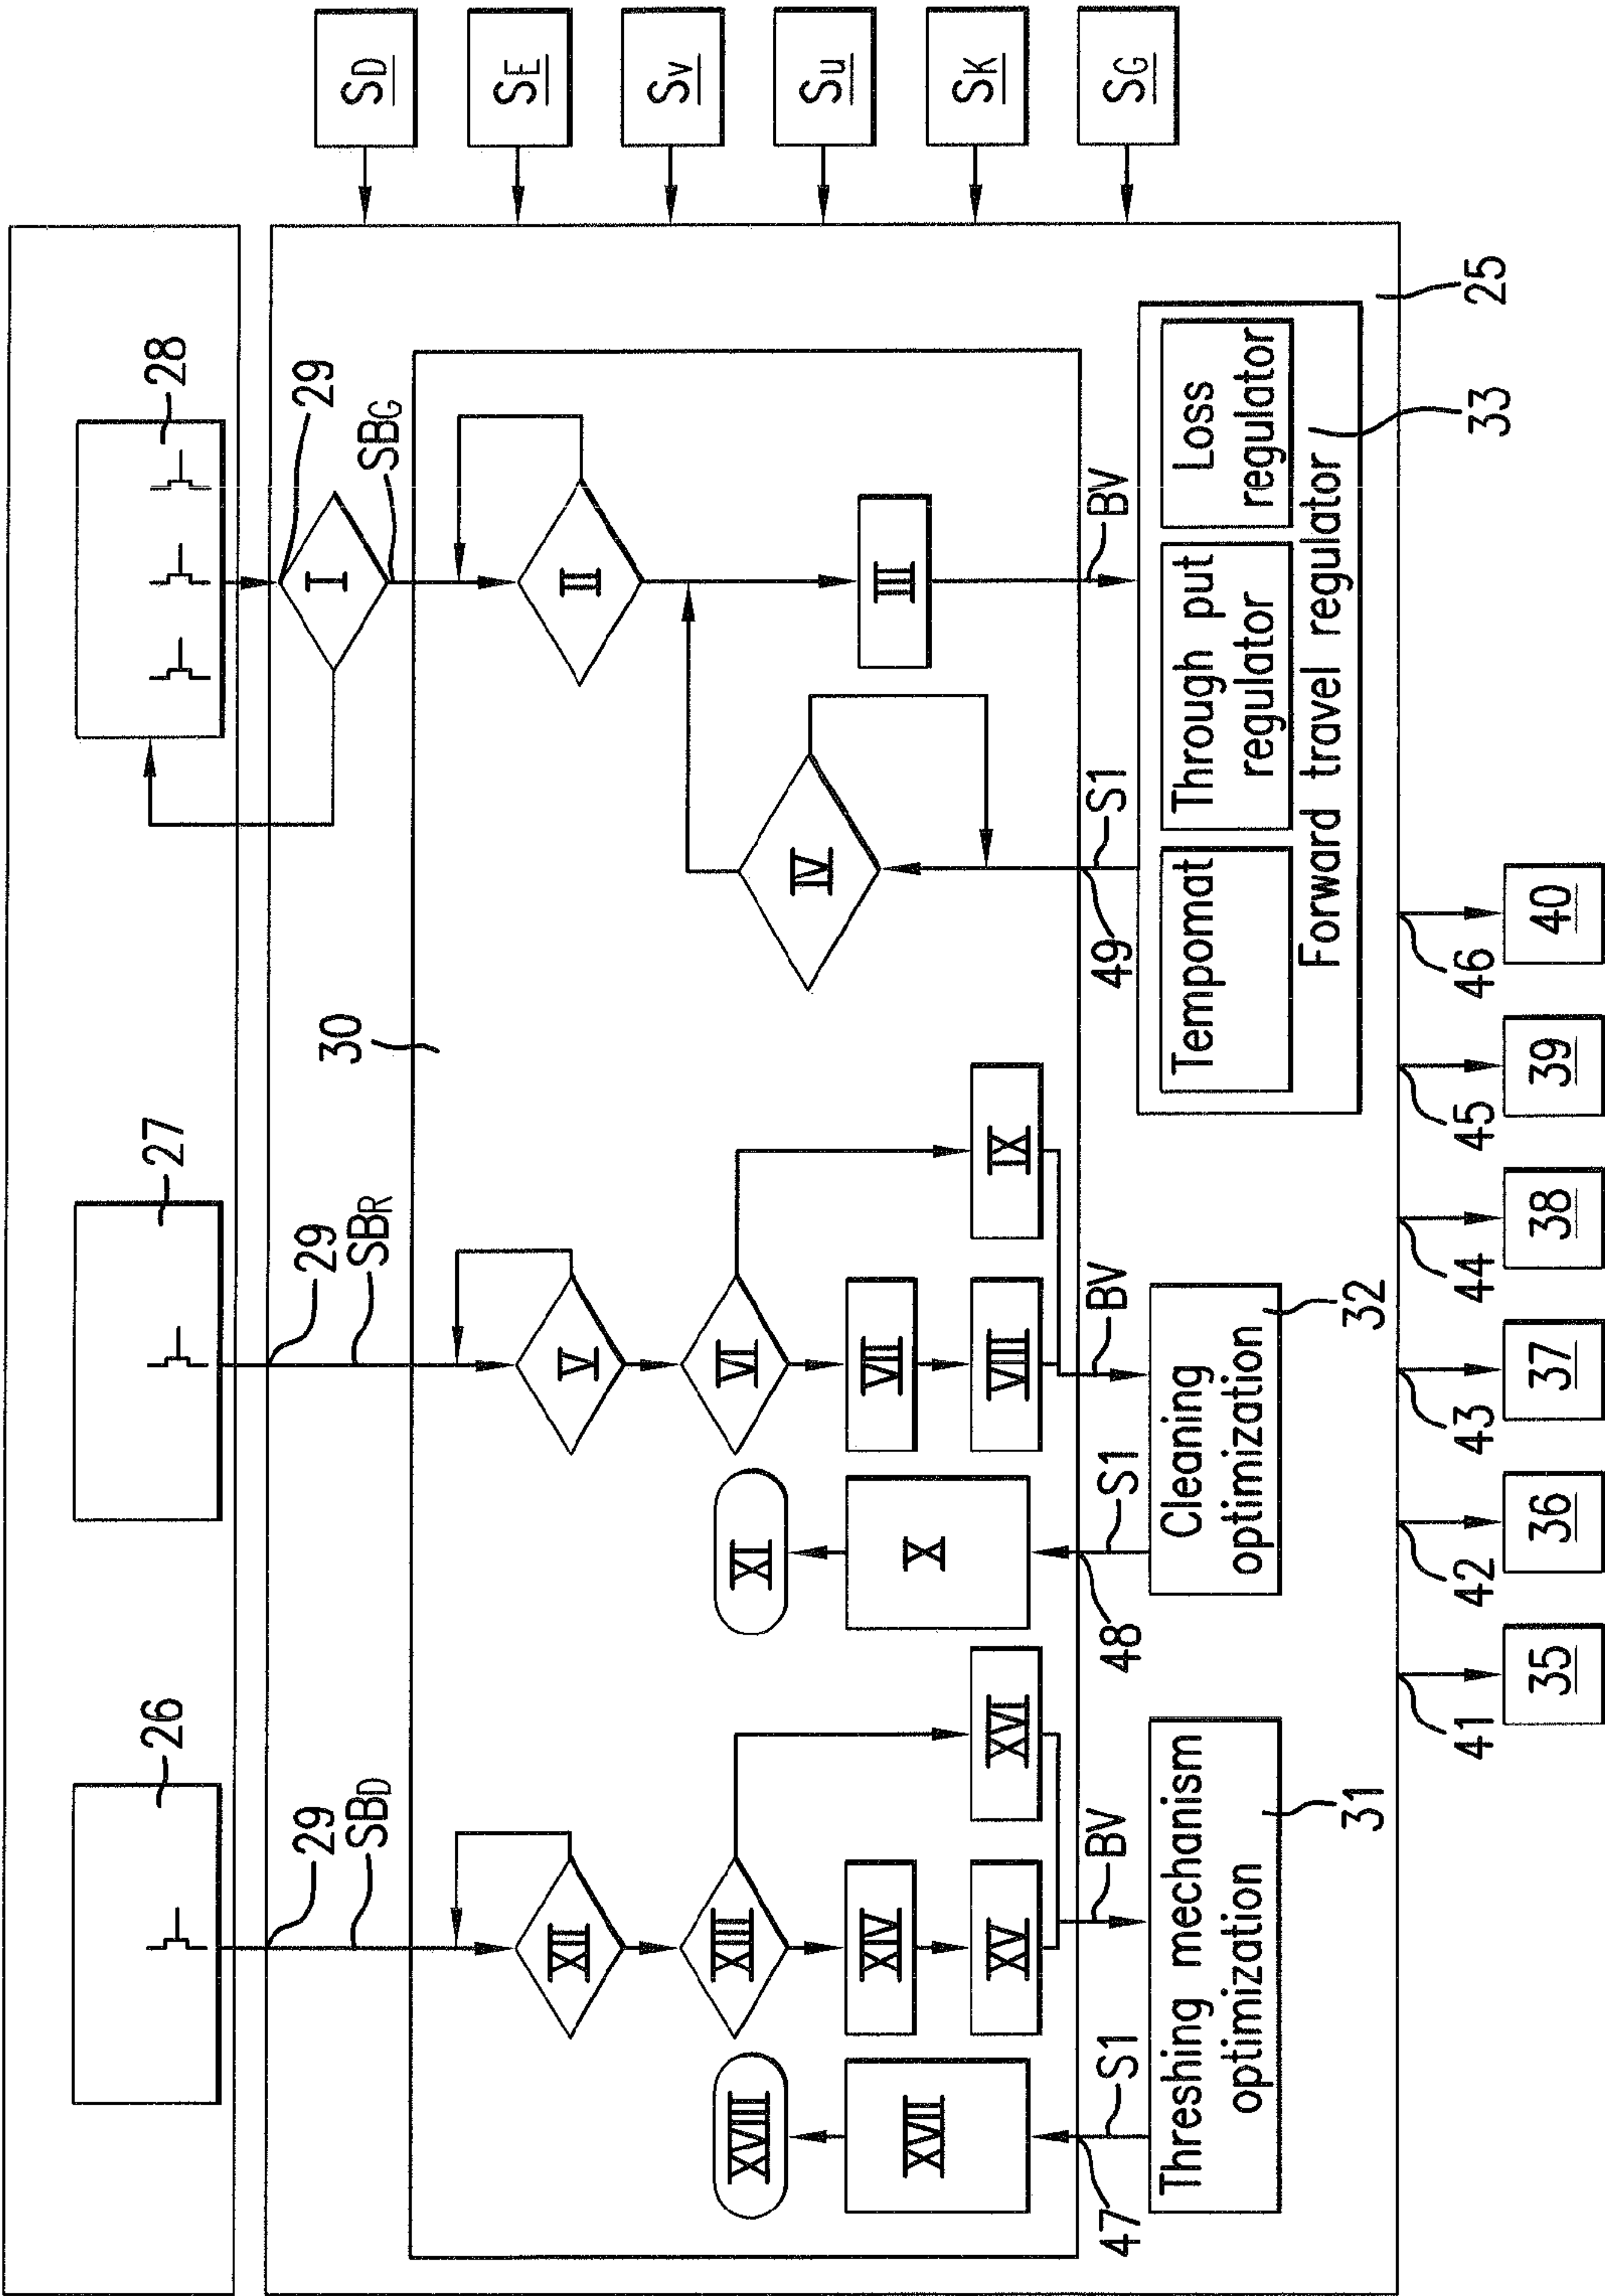 26
27
28
29
SBD
29
SBR
29
SBG
30
I
II
III
IV
V
VI
VII
VIII
IX
X
XI
XII
XIII
XIV
XV
XVI
XVII
XVIII
47
S1
BV
48
S1
BV
49
S1
BV
Threshing mechanism
optimization
31
Cleaning
optimization
32
Tempomat
Through put
regulator
Loss
regulator
Forward travel regulator
33
25
SD
SE
SV
SU
SK
SG
41
42
43
44
45
46
35
36
37
38
39
40